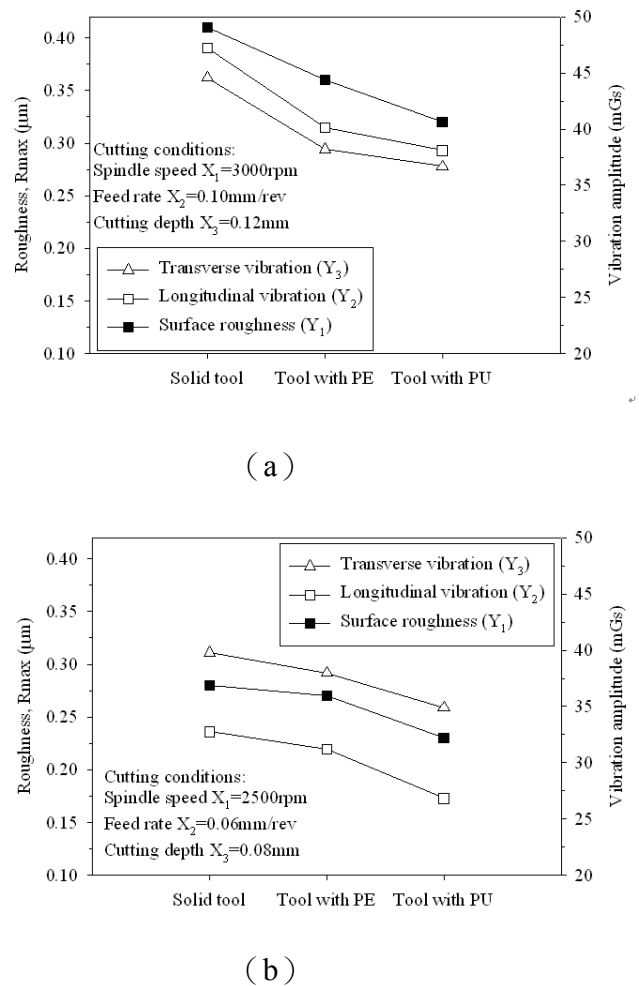 0.40
0.35
0.30
0.25
0.20
0.15
0.10
Roughness, Rmax (μm)
50
45
40
35
30
25
20
Vibration amplitude (mGs)
Cutting conditions:
Spindle speed X₁=3000rpm
Feed rate X₂=0.10mm/rev
Cutting depth X₃=0.12mm
Transverse vibration (Y₃)
Longitudinal vibration (Y₂)
Surface roughness (Y₁)
Solid tool Tool with PE Tool with PU
（a）
0.40
0.35
0.30
0.25
0.20
0.15
0.10
Roughness, Rmax (μm)
50
45
40
35
30
25
20
Vibration amplitude (mGs)
Transverse vibration (Y₃)
Longitudinal vibration (Y₂)
Surface roughness (Y₁)
Cutting conditions:
Spindle speed X₁=2500rpm
Feed rate X₂=0.06mm/rev
Cutting depth X₃=0.08mm
Solid tool Tool with PE Tool with PU
（b）